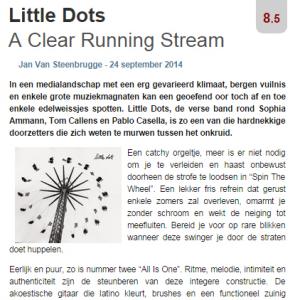 Little Dots
8.5
A Clear Running Stream
Jan Van Steenbrugge - 24 september 2014
In een medialandschap met een erg gevarieerd klimaat, bergen vuilnis
en enkele grote muziekmagnaten kan een geoefend oor toch af en toe
enkele edelweissjes spotten. Little Dots, de verse band rond Sophia
Ammann, Tom Callens en Pablo Casella, is zo een van die hardnekkige
doorzetters die zich weten te murwen tussen het onkruid.
little dots
Een catchy orgeltje, meer is er niet nodig
om je te verleiden en haast onbewust
doorheen de strofe te loodsen in “Spin The
Wheel”. Een lekker fris refrein dat gerust
enkele zomers zal overleven, omarmt je
zonder schroom en wekt de neiging tot
meefluiten. Bereid je voor op rare blikken
wanneer deze swinger je door de straten
doet huppelen.
Eerlijk en puur, zo is nummer twee “All Is One”. Ritme, melodie, intimiteit en
authenticiteit zijn de steunberen van deze integere constructie. De
akoestische gitaar die latino kleurt, brushes en een functioneel zuinig